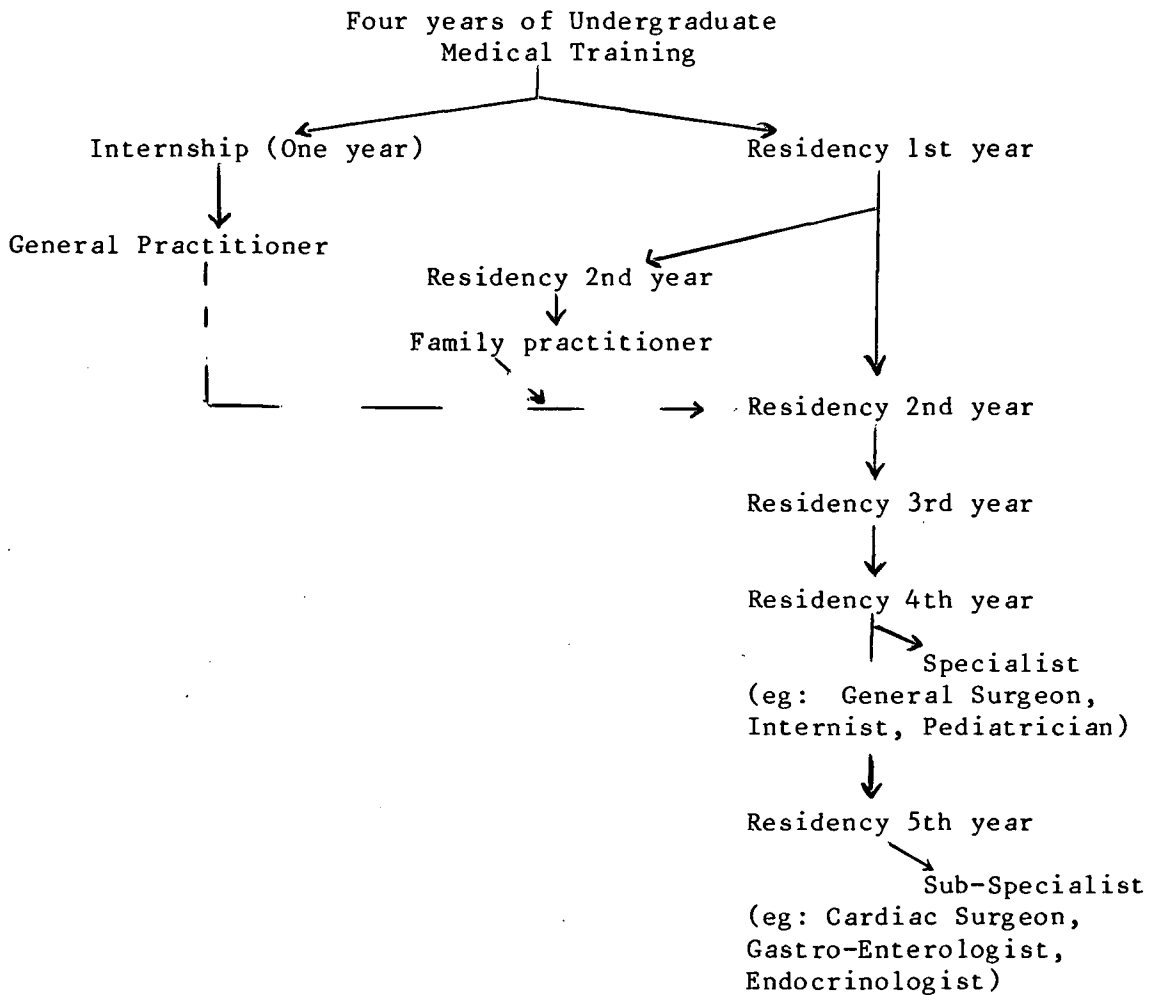 Four years of Undergraduate
Medical Training
Internship (One year)
Residency 1st year
General Practitioner
Residency 2nd year
Family practitioner
Residency 2nd year
Residency 3rd year
Residency 4th year
Specialist
(eg: General Surgeon,
Internist, Pediatrician)
Residency 5th year
Sub-Specialist
(eg: Cardiac Surgeon,
Gastro-Enterologist,
Endocrinologist)